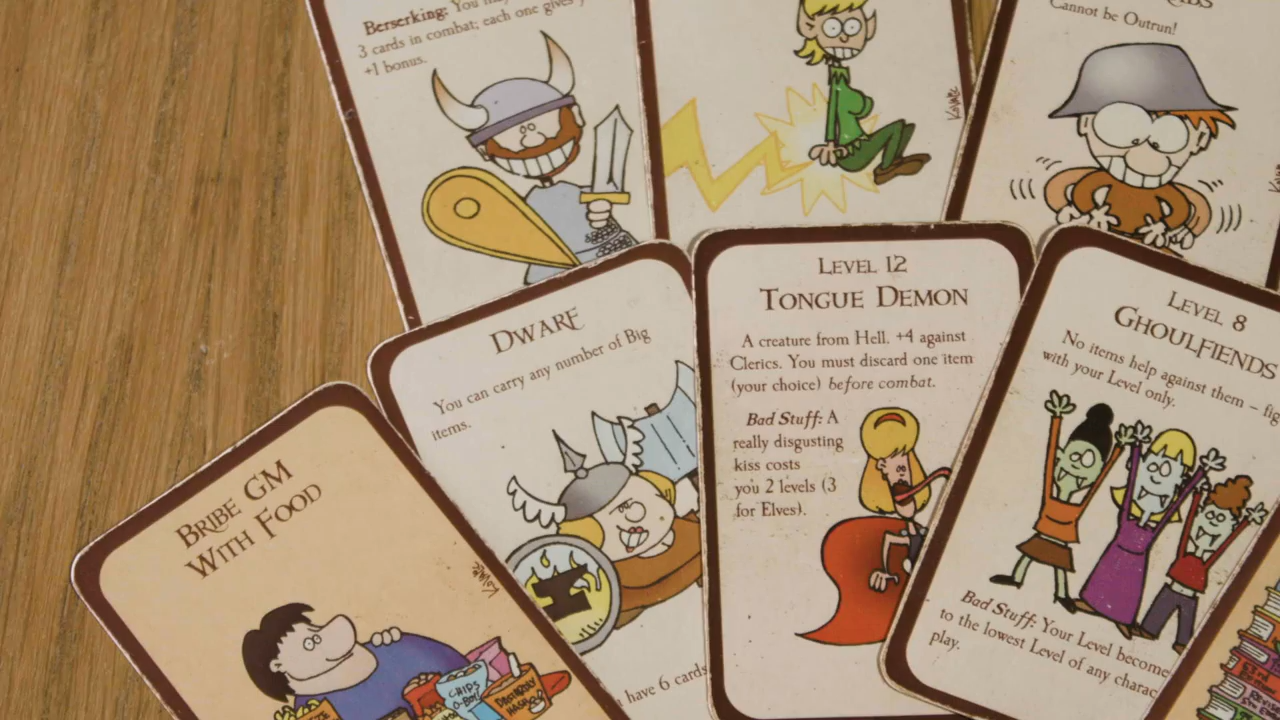 Berserking: You may
3 cards in combat; each one gives
+1 bonus.
Cannot be Outrun!
KOVALIC
DWARF
You can carry any number of Big
items.
have 6 cards
LEVEL 12
TONGUE DEMON
A creature from Hell. +4 against
Clerics. You must discard one item
(your choice) before combat.
Bad Stuff: A
really disgusting
kiss costs
you 2 levels (3
for Elves).
LEVEL 8
GHOULFIENDS
No items help against them – fig
with your Level only.
Bad Stuff: Your Level become
to the lowest Level of any charac
play.
BRIBE GM
WITH FOOD
CHIPS